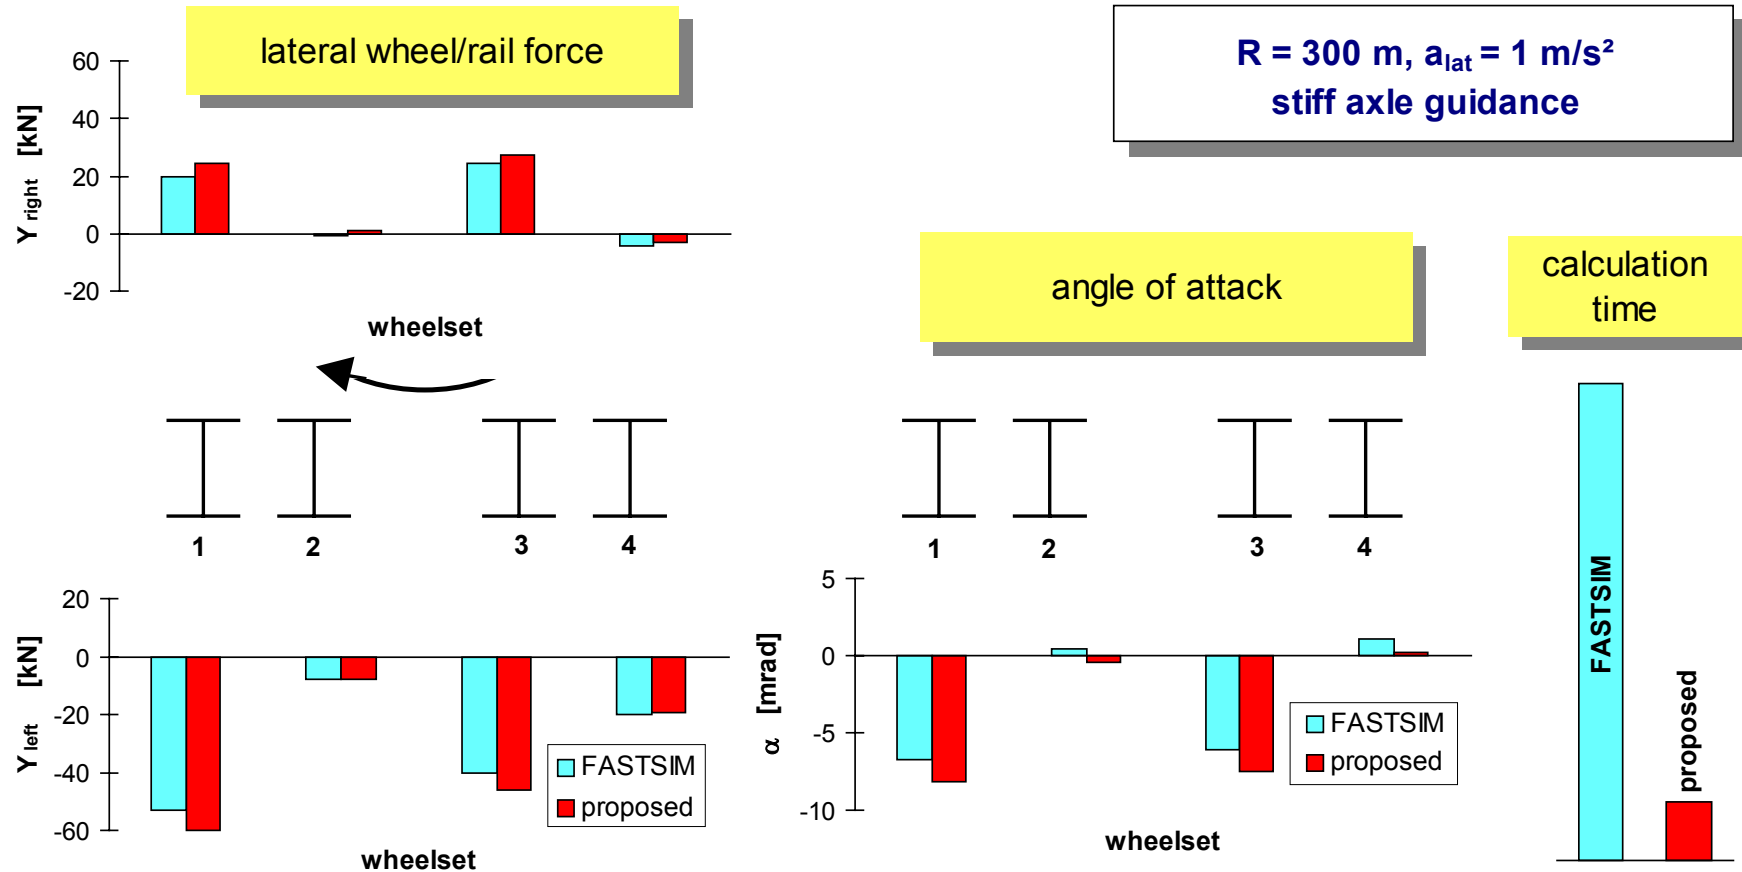 lateral wheel/rail force
R = 300 m, alat = 1 m/s²
stiff axle guidance
Y right [kN]
60
40
20
0
-20
wheelset
angle of attack
calculation
time
1 2 3 4
1 2 3 4
Y left [kN]
20
0
-20
-40
-60
FASTSIM
proposed
wheelset
α [mrad]
5
0
-5
-10
FASTSIM
proposed
wheelset
FASTSIM
proposed